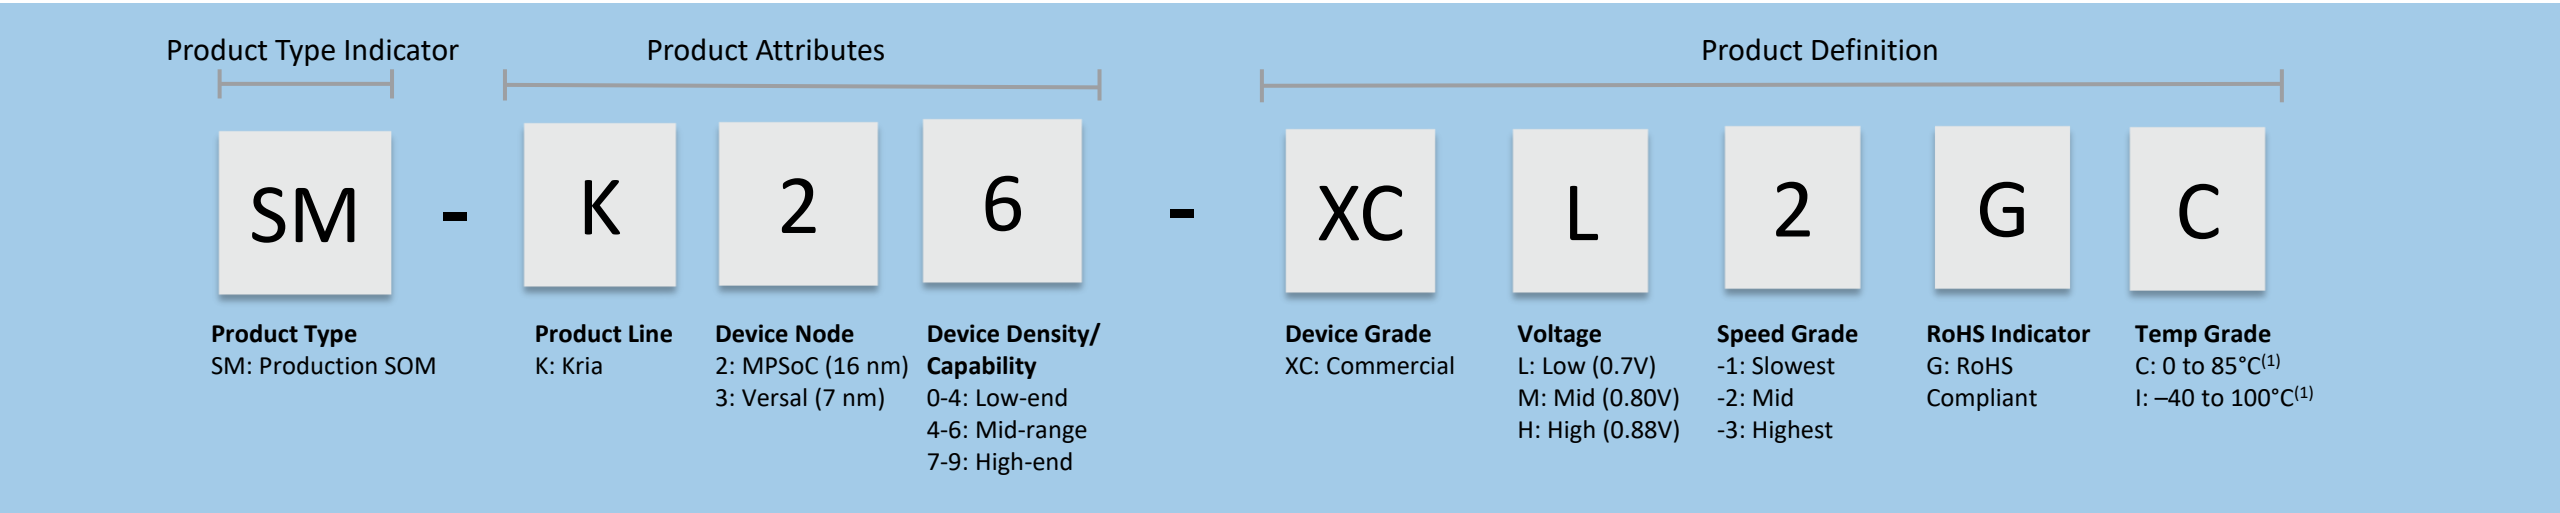 Product Type Indicator
Product Attributes
Product Definition
SM - K 2 6 - XC L 2 G C
Product Type
SM: Production SOM
Product Line
K: Kria
Device Node
2: MPSoC (16 nm)
3: Versal (7 nm)
Device Density/
Capability
0-4: Low-end
4-6: Mid-range
7-9: High-end
Device Grade
XC: Commercial
Voltage
L: Low (0.7V)
M: Mid (0.80V)
H: High (0.88V)
Speed Grade
-1: Slowest
-2: Mid
-3: Highest
RoHS Indicator
G: RoHS
Compliant
Temp Grade
C: 0 to 85°C(1)
I: –40 to 100°C(1)